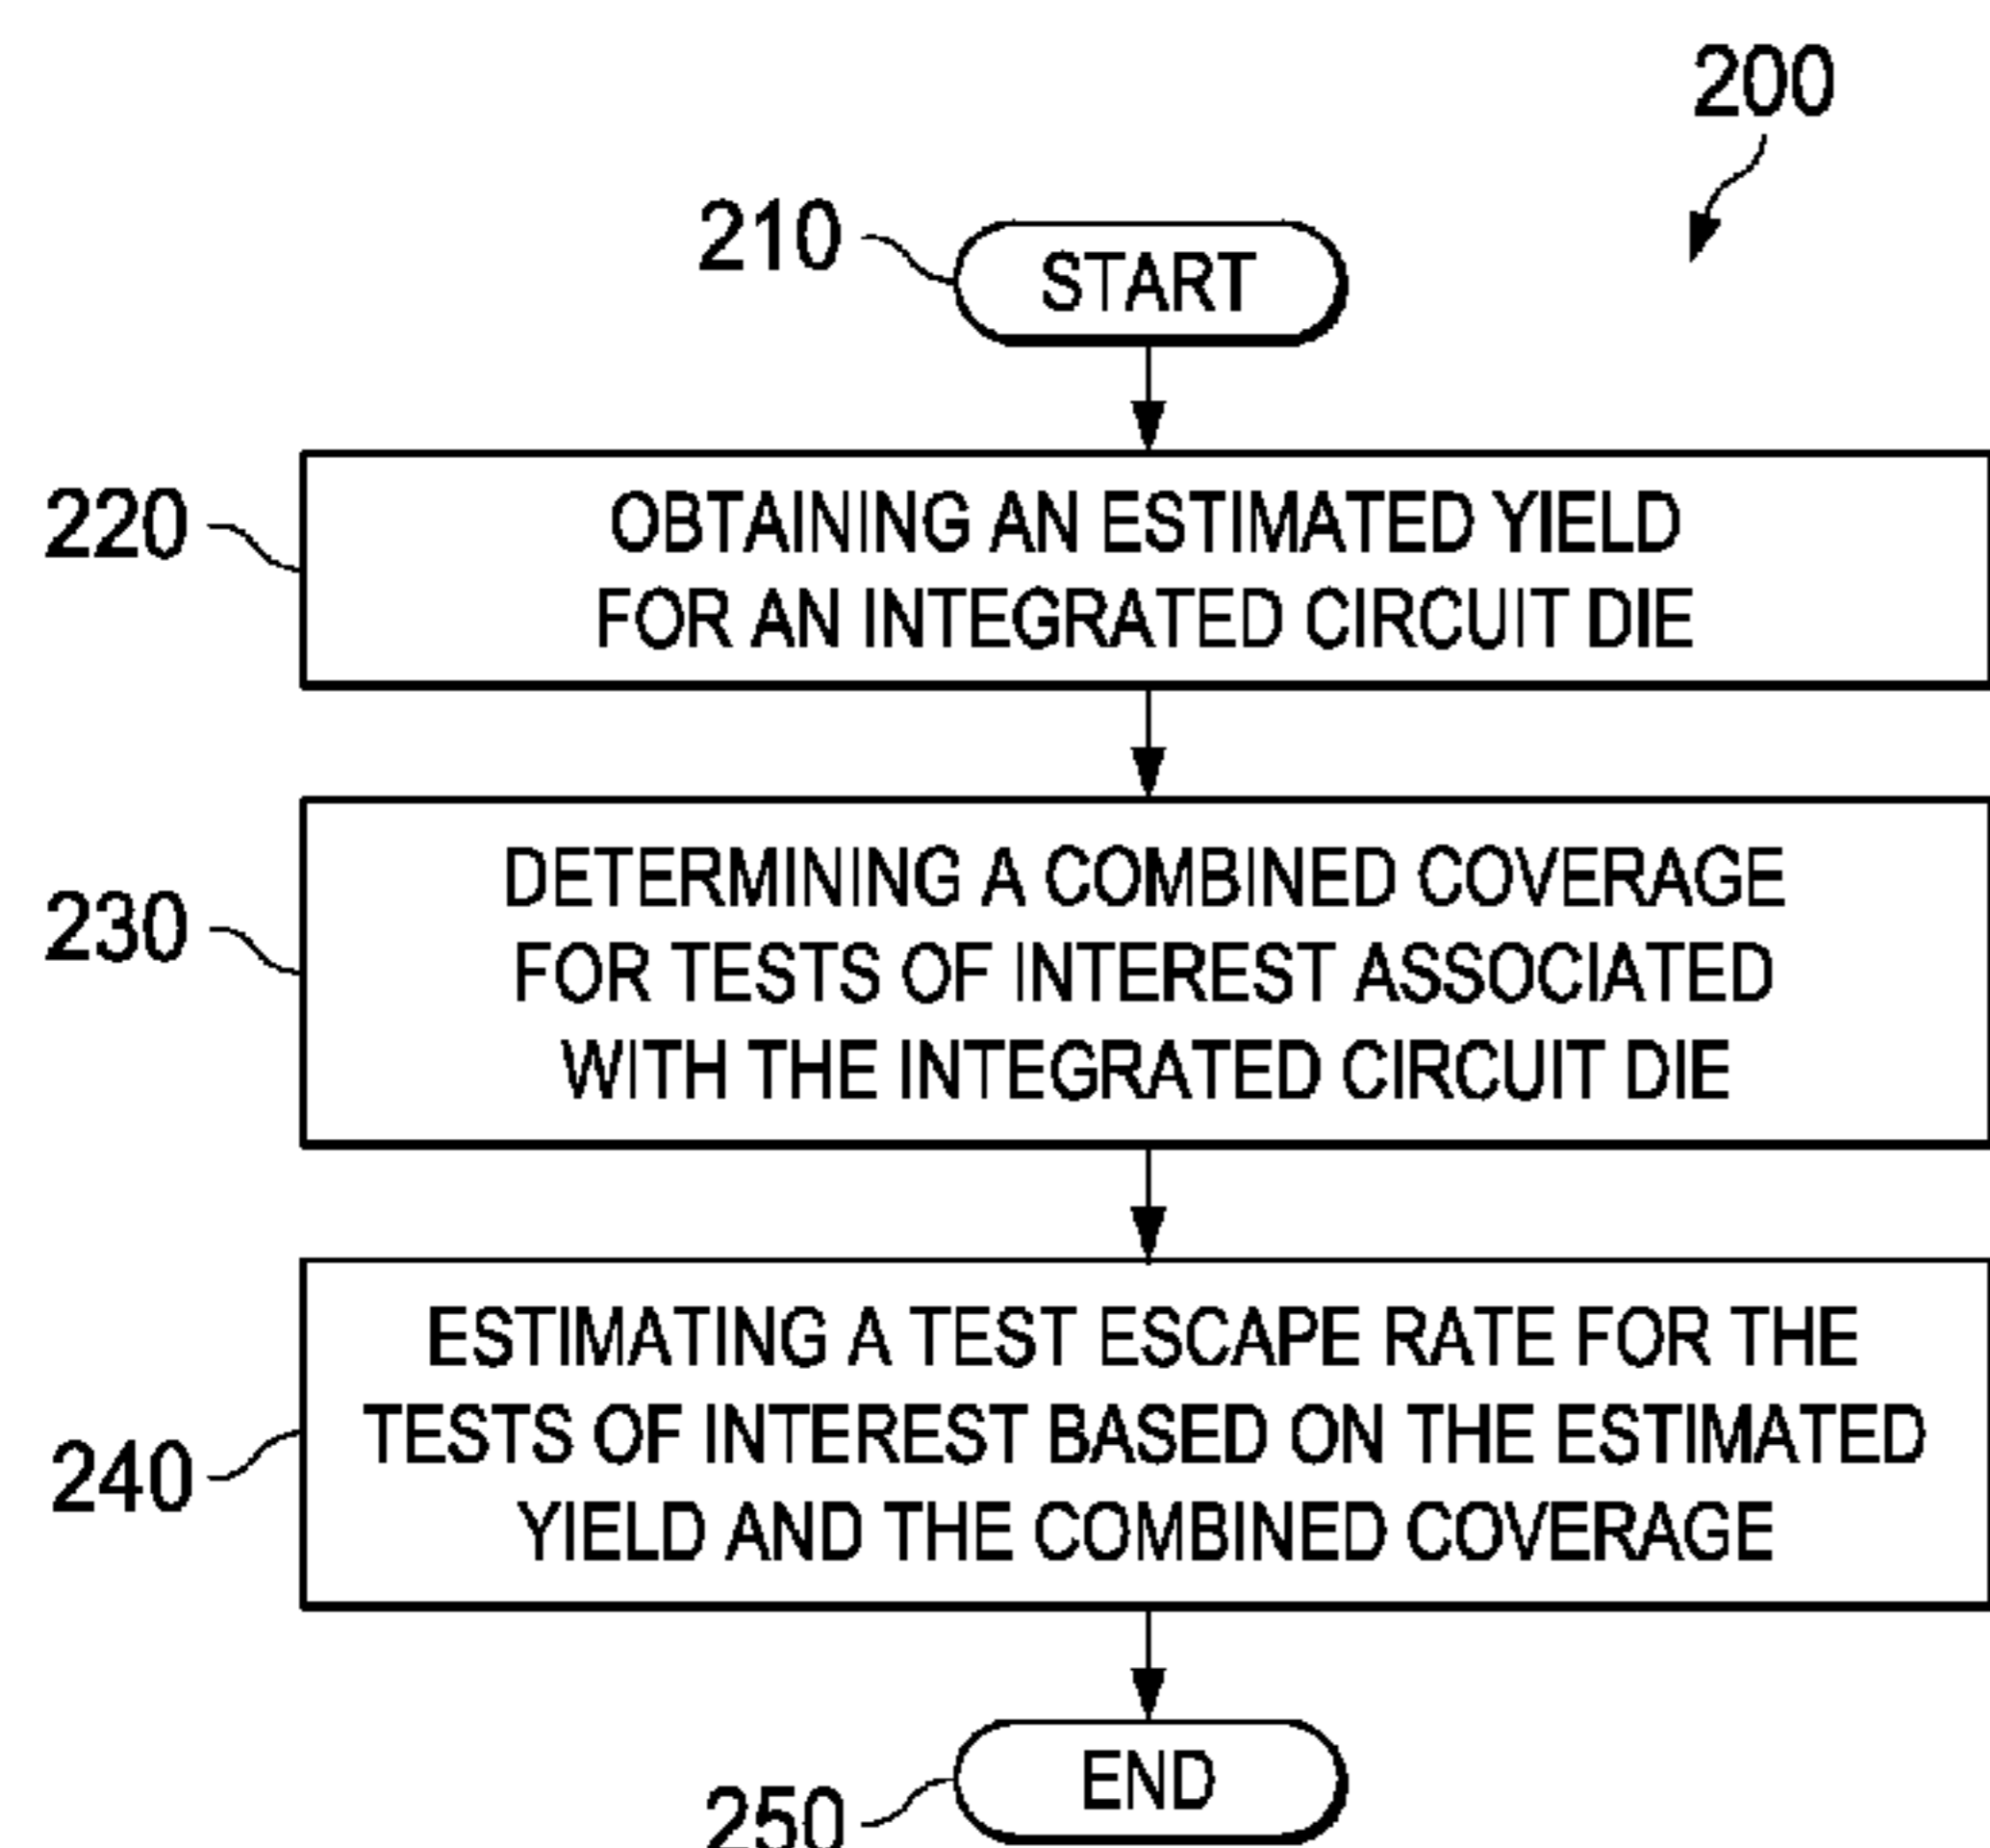 200
210
START
220
OBTAINING AN ESTIMATED YIELD
FOR AN INTEGRATED CIRCUIT DIE
230
DETERMINING A COMBINED COVERAGE
FOR TESTS OF INTEREST ASSOCIATED
WITH THE INTEGRATED CIRCUIT DIE
240
ESTIMATING A TEST ESCAPE RATE FOR THE
TESTS OF INTEREST BASED ON THE ESTIMATED
YIELD AND THE COMBINED COVERAGE
250
END